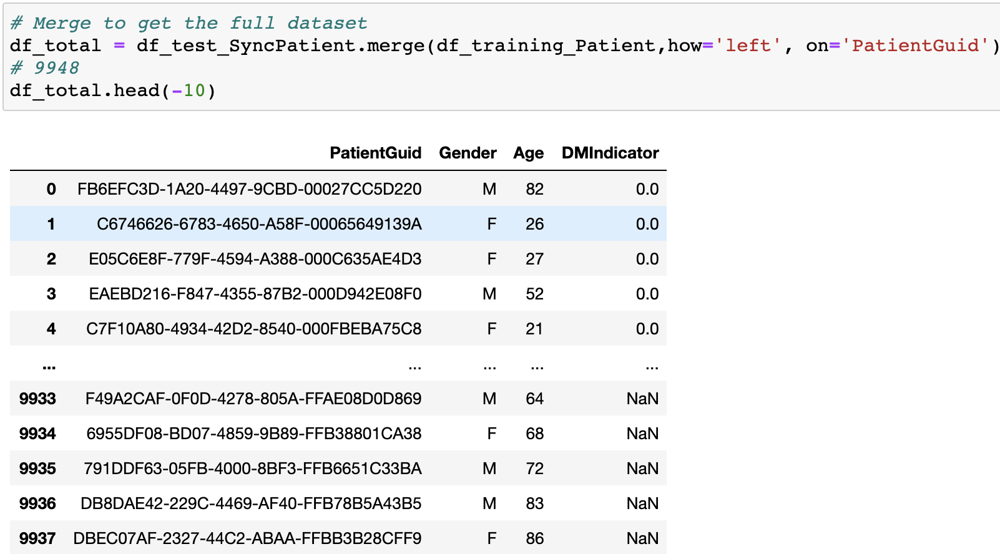 # Merge to get the full dataset
df_total = df_test_SyncPatient.merge(df_training_Patient,how='left', on='PatientGuid')
# 9948
df_total.head(-10)
PatientGuid Gender Age DMIndicator
0 FB6EFC3D-1A20-4497-9CBD-00027CC5D220 M 82 0.0
1 C6746626-6783-4650-A58F-00065649139A F 26 0.0
2 E05C6E8F-779F-4594-A388-000C635AE4D3 F 27 0.0
3 EAEBD216-F847-4355-87B2-000D942E08F0 M 52 0.0
4 C7F10A80-4934-42D2-8540-000FBEBA75C8 F 21 0.0
... ... ... ... ...
9933 F49A2CAF-0F0D-4278-805A-FFAE08D0D869 M 64 NaN
9934 6955DF08-BD07-4859-9B89-FFB38801CA38 F 68 NaN
9935 791DDF63-05FB-4000-8BF3-FFB6651C33BA M 72 NaN
9936 DB8DAE42-229C-4469-AF40-FFB78B5A43B5 M 83 NaN
9937 DBEC07AF-2327-44C2-ABAA-FFBB3B28CFF9 F 86 NaN